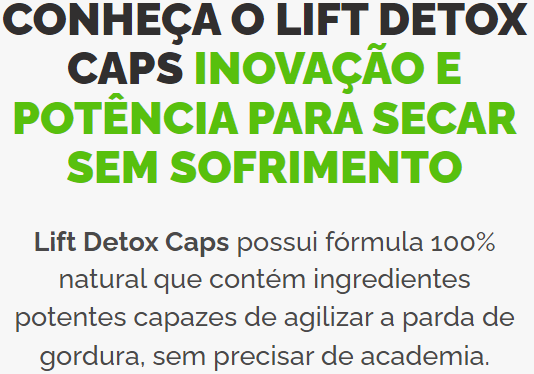 CONHEÇA O LIFT DETOX
CAPS INOVAÇÃO E
POTÊNCIA PARA SECAR
SEM SOFRIMENTO
Lift Detox Caps possui fórmula 100%
natural que contém ingredientes
potentes capazes de agilizar a parda de
gordura, sem precisar de academia.